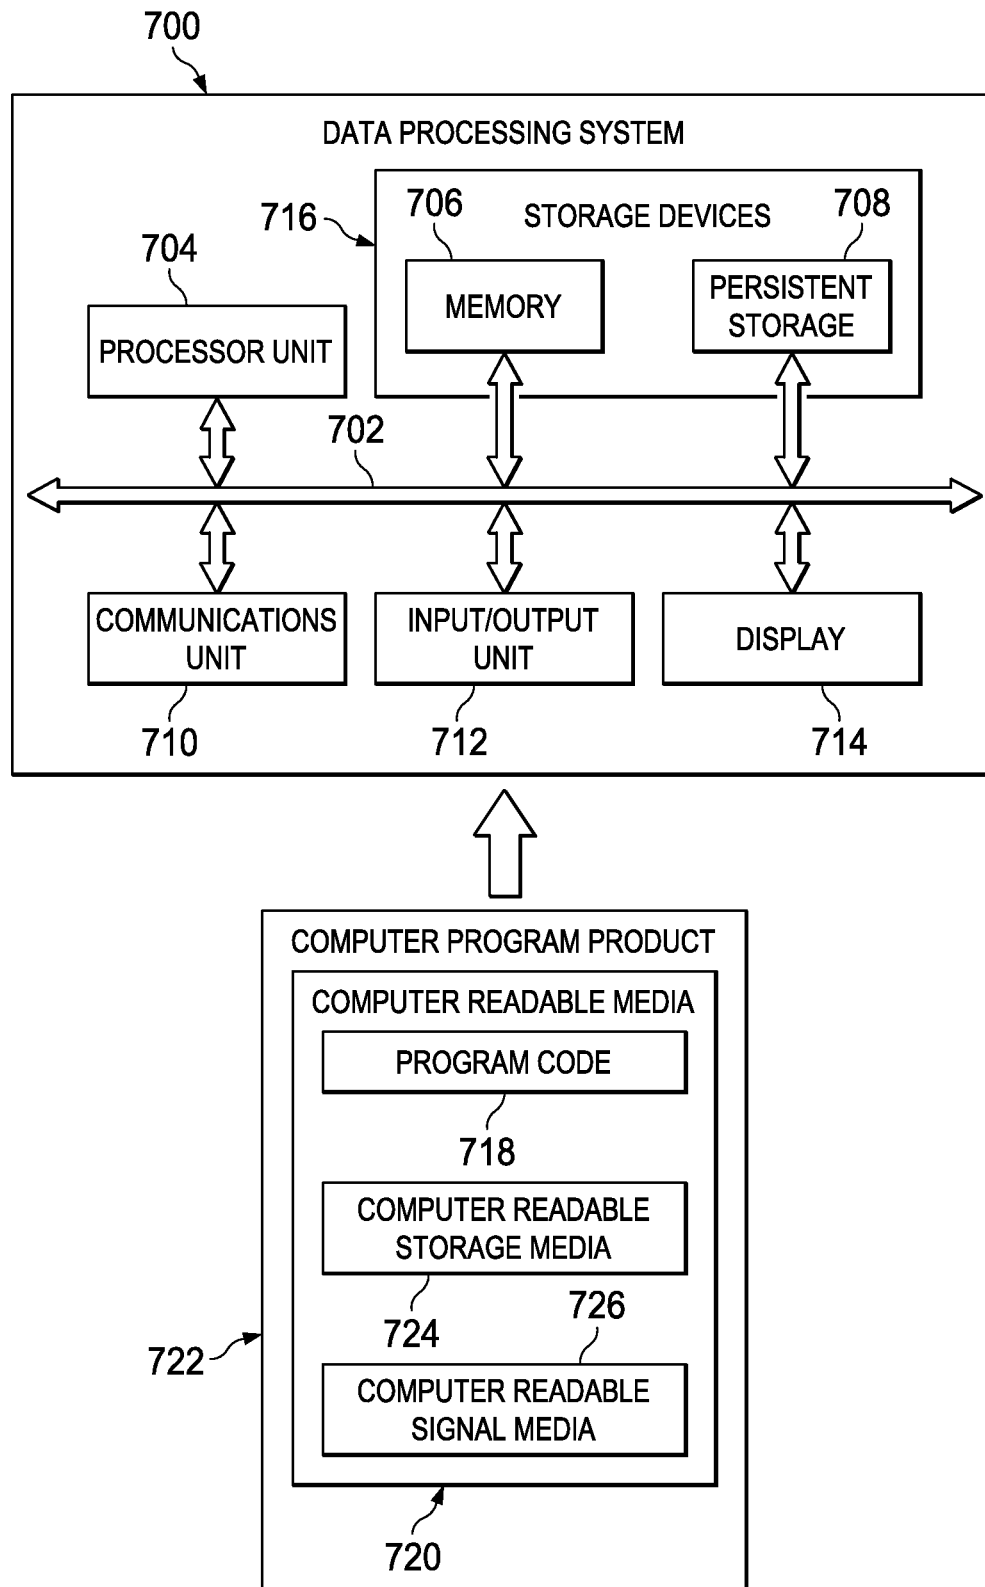 700
DATA PROCESSING SYSTEM
716
706
STORAGE DEVICES
708
704
MEMORY
PERSISTENT
STORAGE
PROCESSOR UNIT
702
COMMUNICATIONS
UNIT
INPUT/OUTPUT
UNIT
DISPLAY
710
712
714
COMPUTER PROGRAM PRODUCT
COMPUTER READABLE MEDIA
PROGRAM CODE
718
COMPUTER READABLE
STORAGE MEDIA
724
726
722
COMPUTER READABLE
SIGNAL MEDIA
720